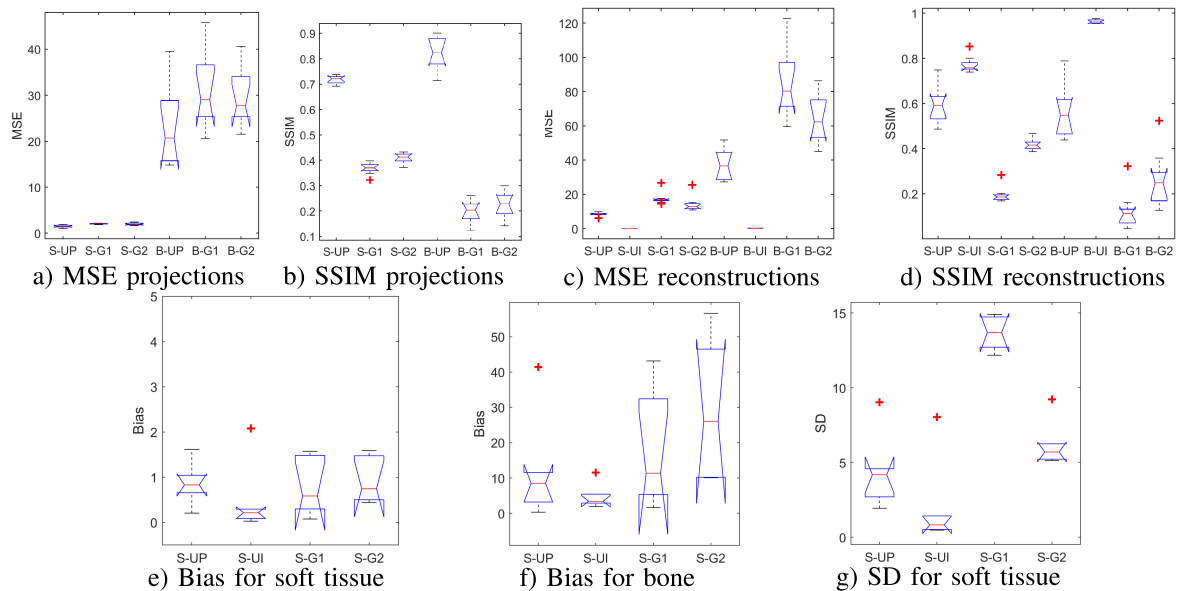 40
30
20
10
0
MSE
S-UP S-G1 S-G2 B-UP B-G1 B-G2
a) MSE projections
0.9
0.8
0.7
0.6
0.5
0.4
0.3
0.2
0.1
SSIM
S-UP S-G1 S-G2 B-UP B-G1 B-G2
b) SSIM projections
120
100
80
60
40
20
0
MSE
S-UP S-UI S-G1 S-G2 B-UP B-UI B-G1 B-G2
c) MSE reconstructions
1
0.8
0.6
0.4
0.2
SSIM
S-UP S-UI S-G1 S-G2 B-UP B-UI B-G1 B-G2
d) SSIM reconstructions
5
4
3
2
1
0
Bias
S-UP S-UI S-G1 S-G2
e) Bias for soft tissue
50
40
30
20
10
0
Bias
S-UP S-UI S-G1 S-G2
f) Bias for bone
15
10
5
0
SD
S-UP S-UI S-G1 S-G2
g) SD for soft tissue